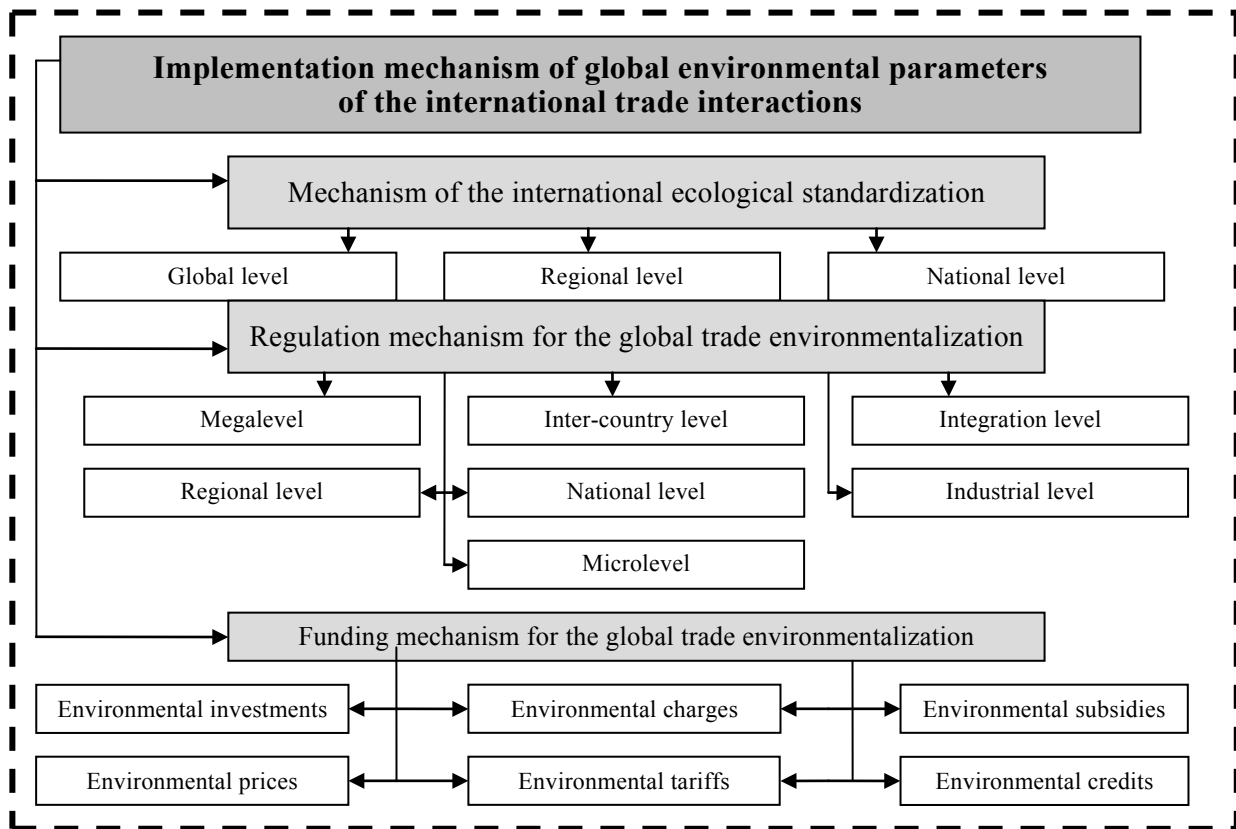 Implementation mechanism of global environmental parameters
of the international trade interactions
Mechanism of the international ecological standardization
Global level
Regional level
National level
Regulation mechanism for the global trade environmentalization
Megalevel
Inter-country level
Integration level
Regional level
National level
Industrial level
Microlevel
Funding mechanism for the global trade environmentalization
Environmental investments
Environmental charges
Environmental subsidies
Environmental prices
Environmental tariffs
Environmental credits